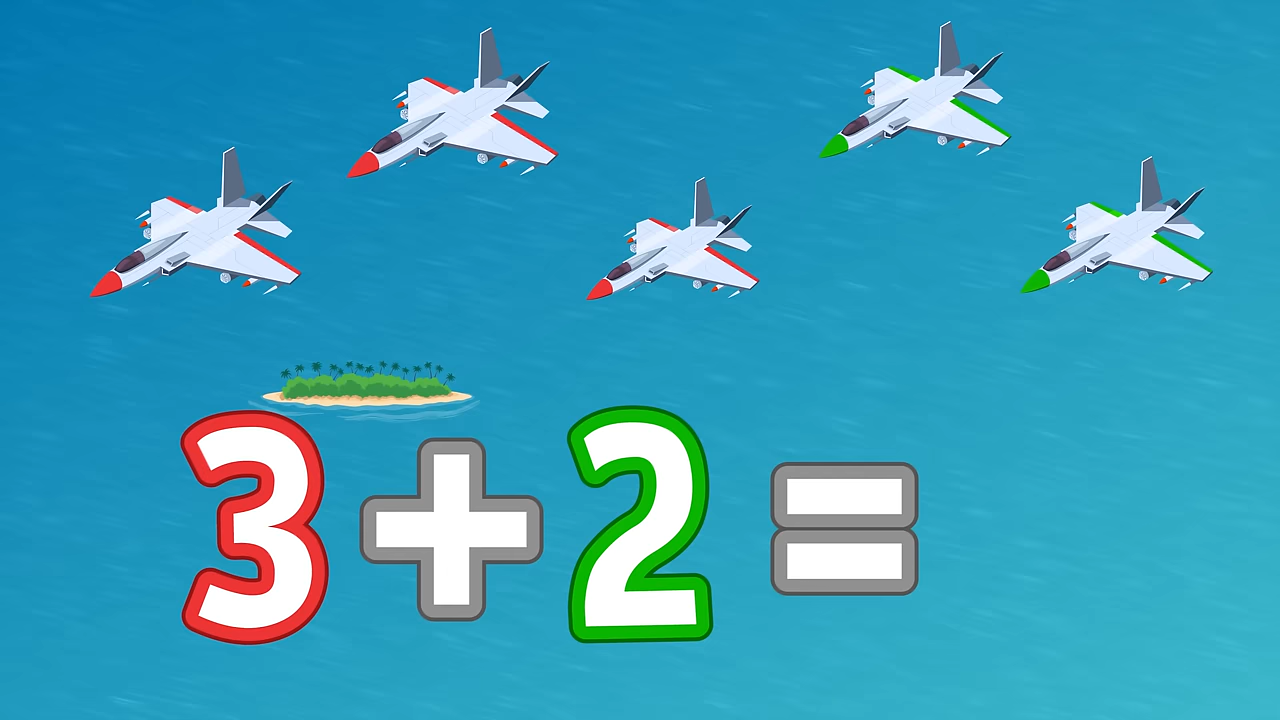 3 + 2 =